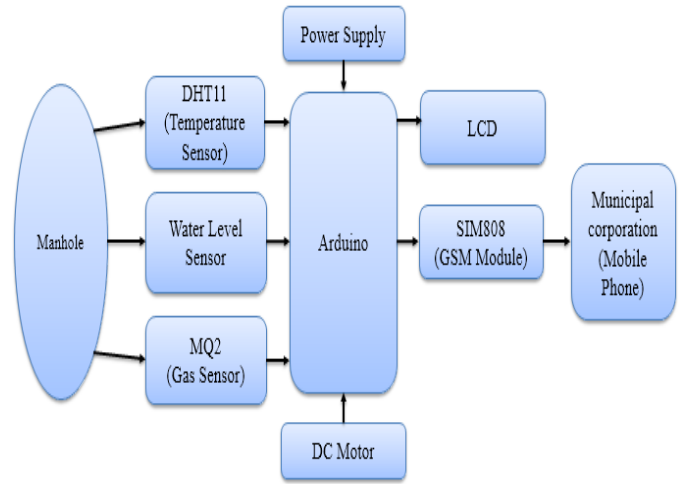 Power Supply
DHT11
(Temperature
Sensor)
LCD
Manhole
Water Level
Sensor
Arduino
SIM808
(GSM Module)
Municipal
corporation
(Mobile
Phone)
MQ2
(Gas Sensor)
DC Motor